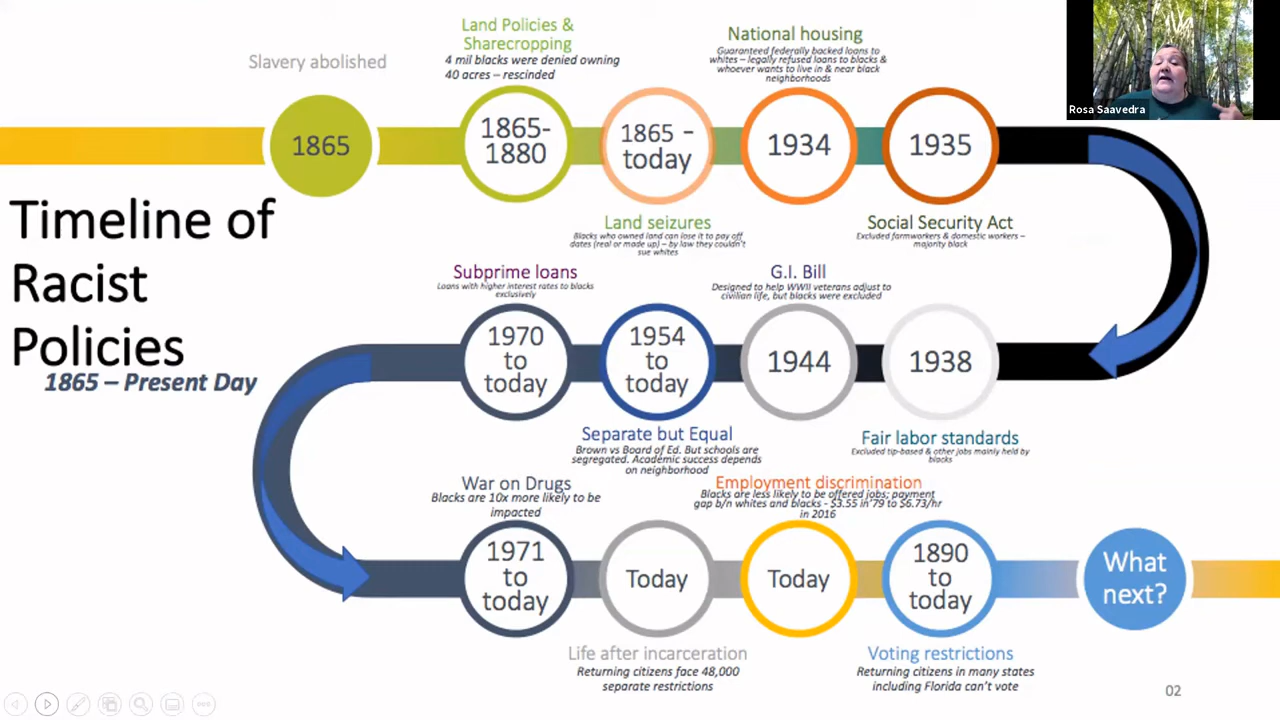 Timeline of
Racist
Policies
1865 – Present Day
Slavery abolished
1865
Land Policies &
Sharecropping
4 mil blacks were denied owning
40 acres – rescinded
1865-
1880
1865 –
today
Land seizures
Blacks who owned land can lose it to pay off
dates (real or made up) – by law they couldn't
sue whites
National housing
Guaranteed federally backed loans to
whites – legally refused loans to blacks &
whoever wants to live in & near black
neighborhoods
1934
1935
Social Security Act
Excluded farmworkers & domestic workers –
majority black
Rosa Saavedra
1938
Fair labor standards
Excluded tip-based & other jobs mainly held by
blacks
G.I. Bill
Designed to help WWII veterans adjust to
civilian life, but blacks were excluded
1944
1954
to
today
Separate but Equal
Brown vs Board of Ed. But schools are
segregated. Academic success depends
on neighborhood
Subprime loans
Loans with higher interest rates to blacks
exclusively
1970
to
today
War on Drugs
Blacks are 10x more likely to be
impacted
1971
to
today
Today
Life after incarceration
Returning citizens face 48,000
separate restrictions
Employment discrimination
Blacks are less likely to be offered jobs; payment
gap b/n whites and blacks - $3.55 in'79 to $6.73/hr
in 2016
Today
1890
to
today
Voting restrictions
Returning citizens in many states
including Florida can't vote
What
next?
02